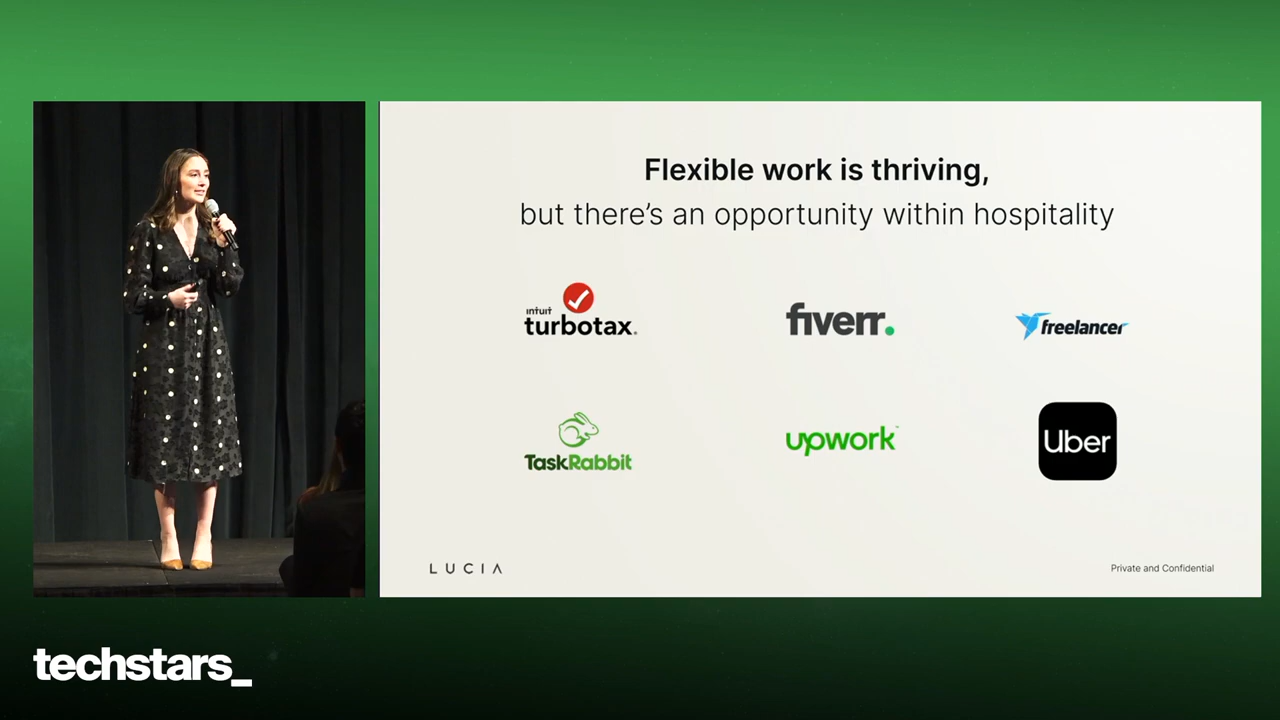 Flexible work is thriving,
but there's an opportunity within hospitality
intuit
turbotax.
fiverr.
freelancer
TaskRabbit
upwork
Uber
LUCIA
Private and Confidential
techstars_